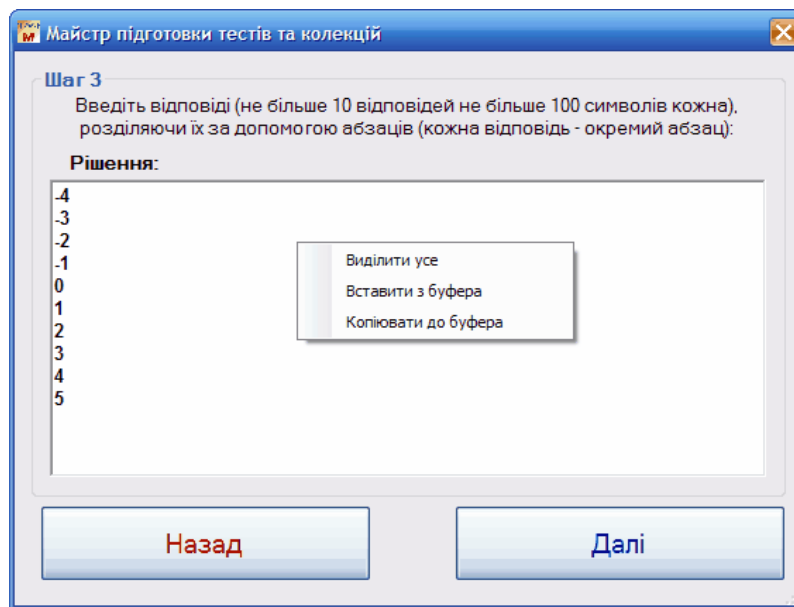 Майстр підготовки тестів та колекцій
Шаг 3
Введіть відповіді (не більше 10 відповідей не більше 100 символів кожна),
розділяючи їх за допомогою абзаців (кожна відповідь - окремий абзац):
Рішення:
-4
-3
-2
-1
0
1
2
3
4
5
Виділити усе
Вставити з буфера
Копіювати до буфера
Назад
Далі